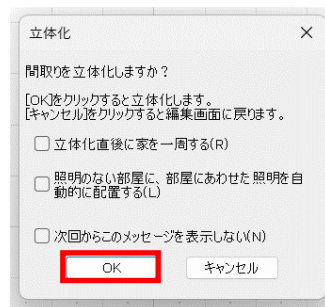 立体化
間取りを立体化しますか？
[OK]をクリックすると立体化します。
[キャンセル]をクリックすると編集画面に戻ります。
立体化直後に家を一周する(R)
照明のない部屋に、部屋にあわせた照明を自
動的に配置する(L)
次回からこのメッセージを表示しない(N)
OK
キャンセル